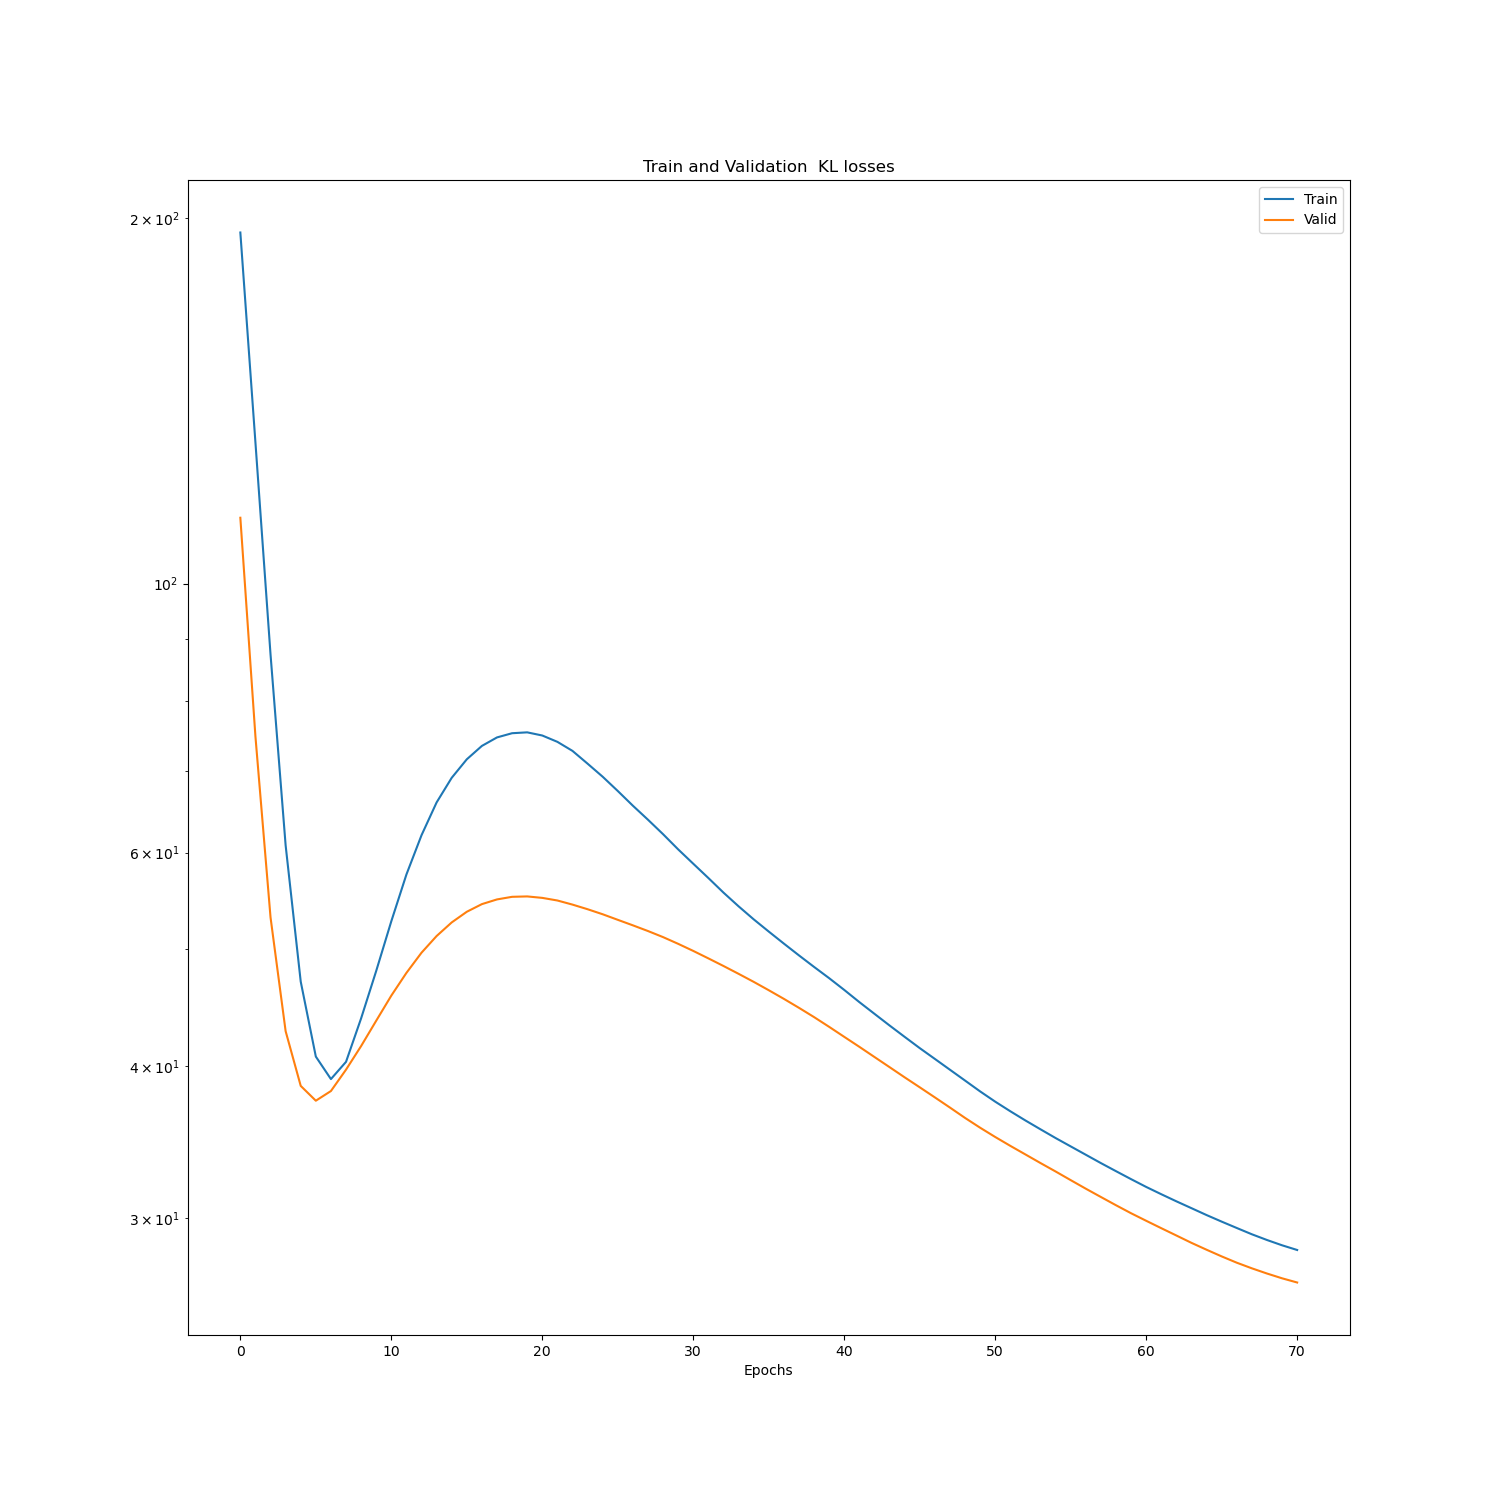 Train and Validation  KL losses
Train
Valid
2 × 10²
10²
6 × 10¹
4 × 10¹
3 × 10¹
0 10 20 30 40 50 60 70
Epochs